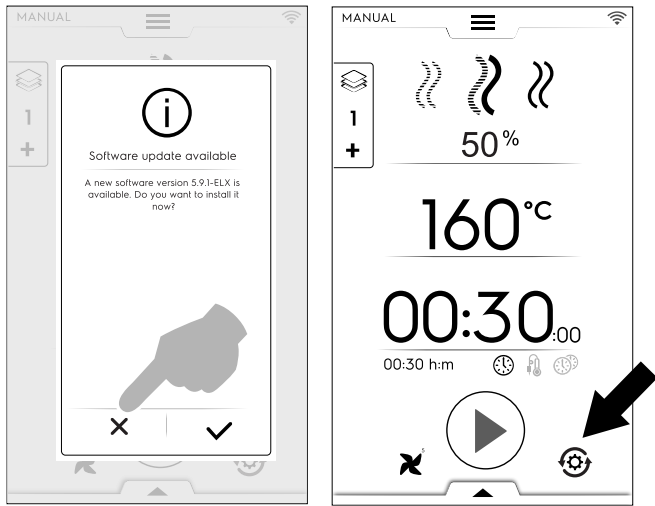 MANUAL
1
+
Software update available
A new software version 5.9.1-ELX is
available. Do you want to install it
now?
MANUAL
1
+
50%
160°C
00:30:00
00:30 h:m
5